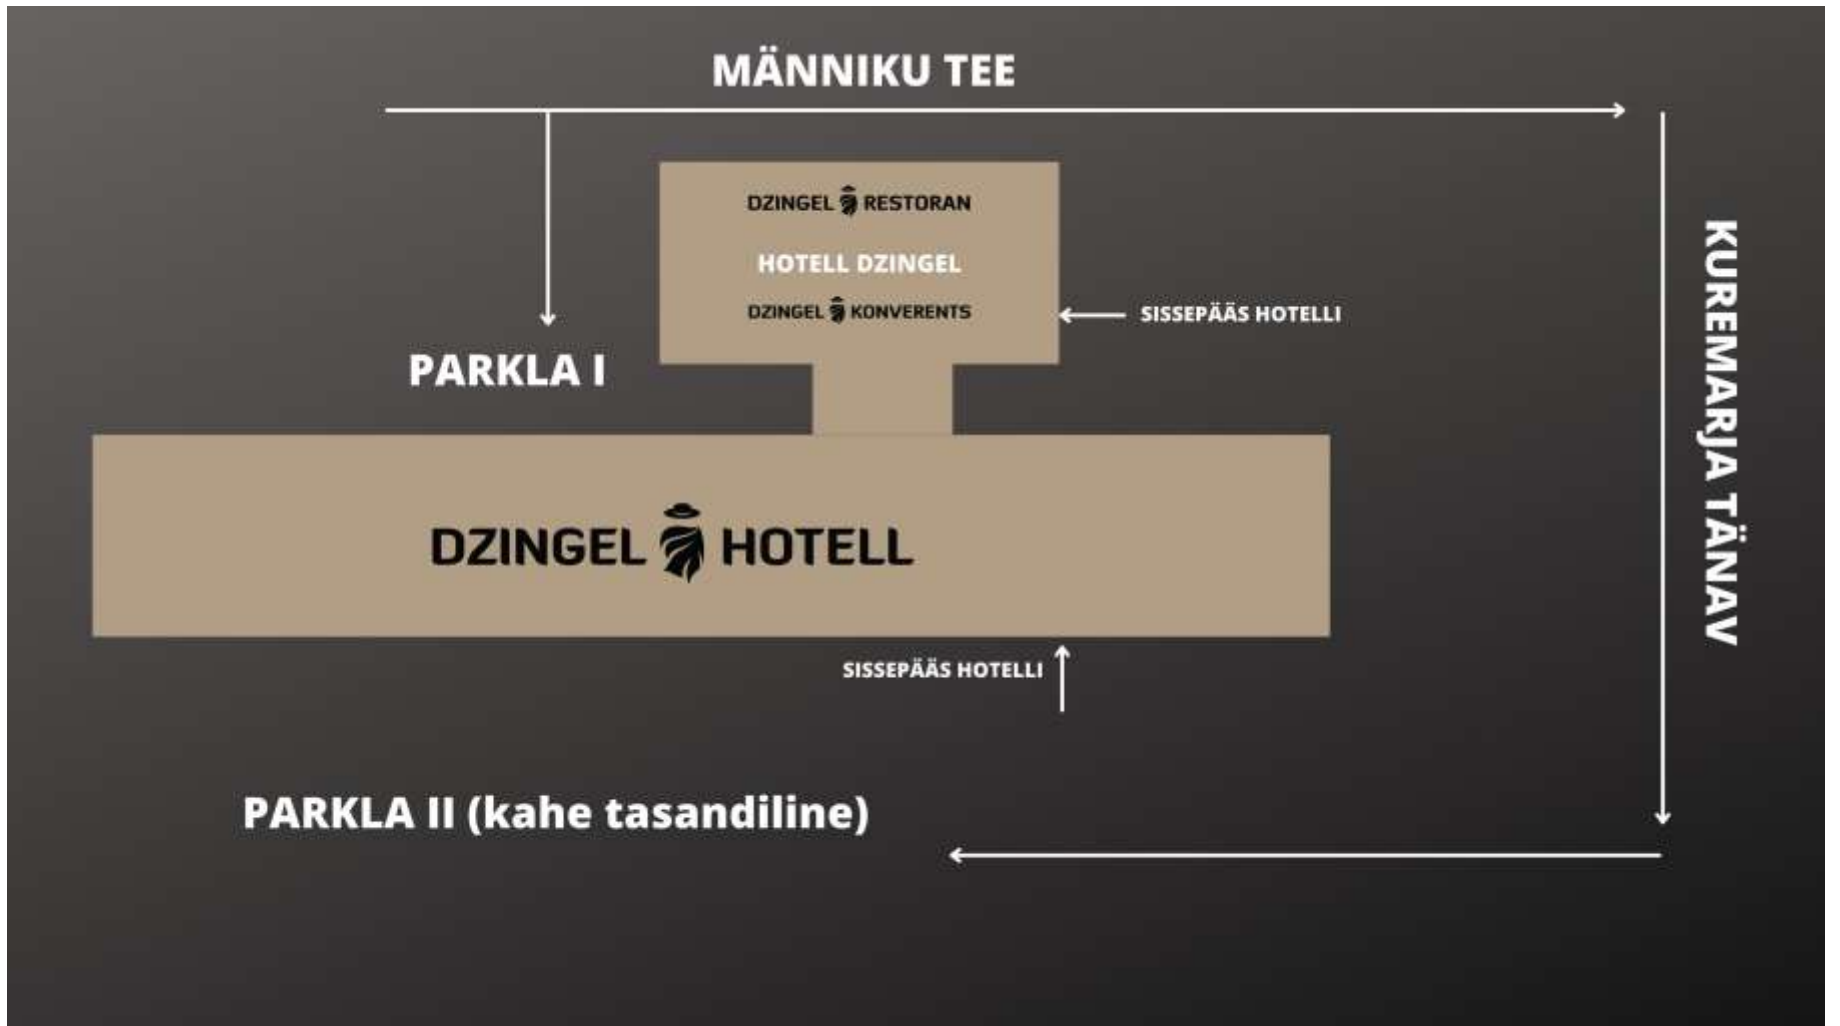 MÄNNIKU TEE
DZINGEL RESTORAN
HOTELL DZINGEL
DZINGEL KONVERENTS
SISSEPÄÄS HOTELLI
PARKLA I
KUREMARJA TÄNAV
DZINGEL HOTELL
SISSEPÄÄS HOTELLI
PARKLA II (kahe tasandiline)